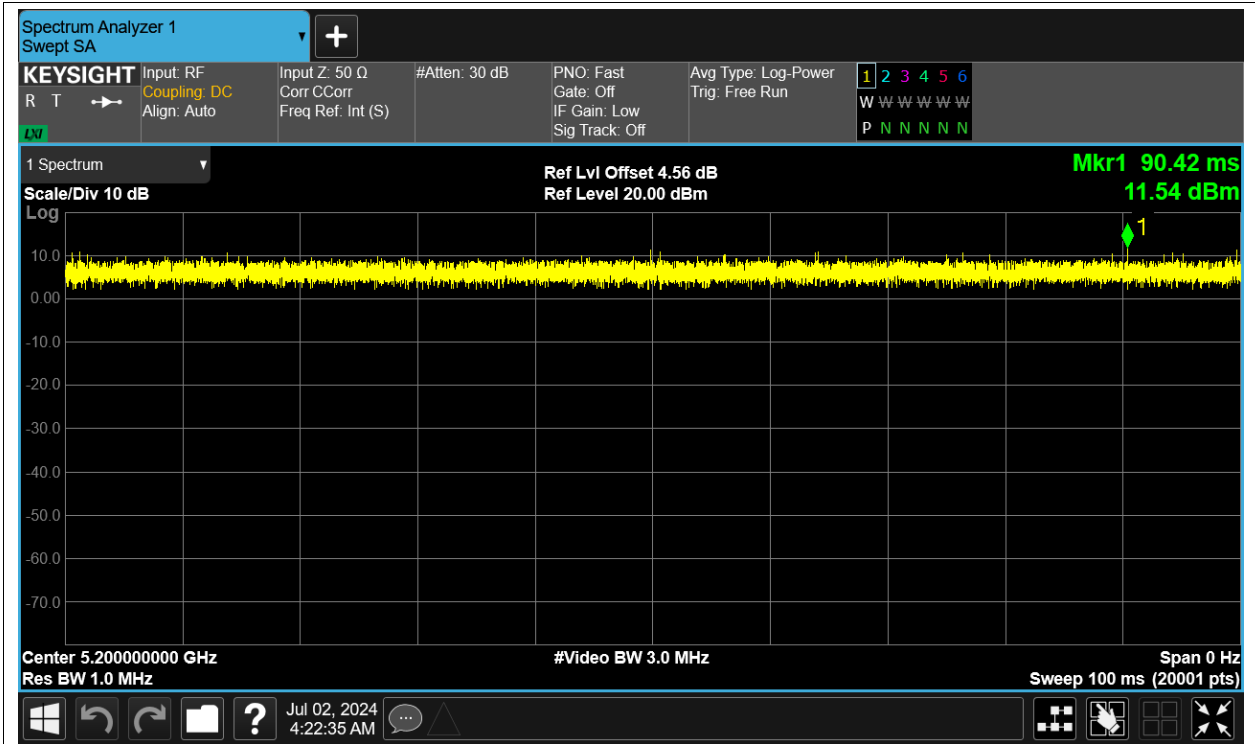 Spectrum Analyzer 1
Swept SA
KEYSIGHT
R T
LXI
Input: RF
Coupling: DC
Align: Auto
Input Z: 50 Ω
Corr CCorr
Freq Ref: Int (S)
#Atten: 30 dB
PNO: Fast
Gate: Off
IF Gain: Low
Sig Track: Off
Avg Type: Log-Power
Trig: Free Run
1 2 3 4 5 6
W W W W W W
P N N N N N
1 Spectrum
Scale/Div 10 dB
Log
Ref Lvl Offset 4.56 dB
Ref Level 20.00 dBm
Mkr1 90.42 ms
11.54 dBm
1
10.0
0.00
-10.0
-20.0
-30.0
-40.0
-50.0
-60.0
-70.0
Center 5.200000000 GHz
Res BW 1.0 MHz
#Video BW 3.0 MHz
Span 0 Hz
Sweep 100 ms (20001 pts)
?
Jul 02, 2024
4:22:35 AM